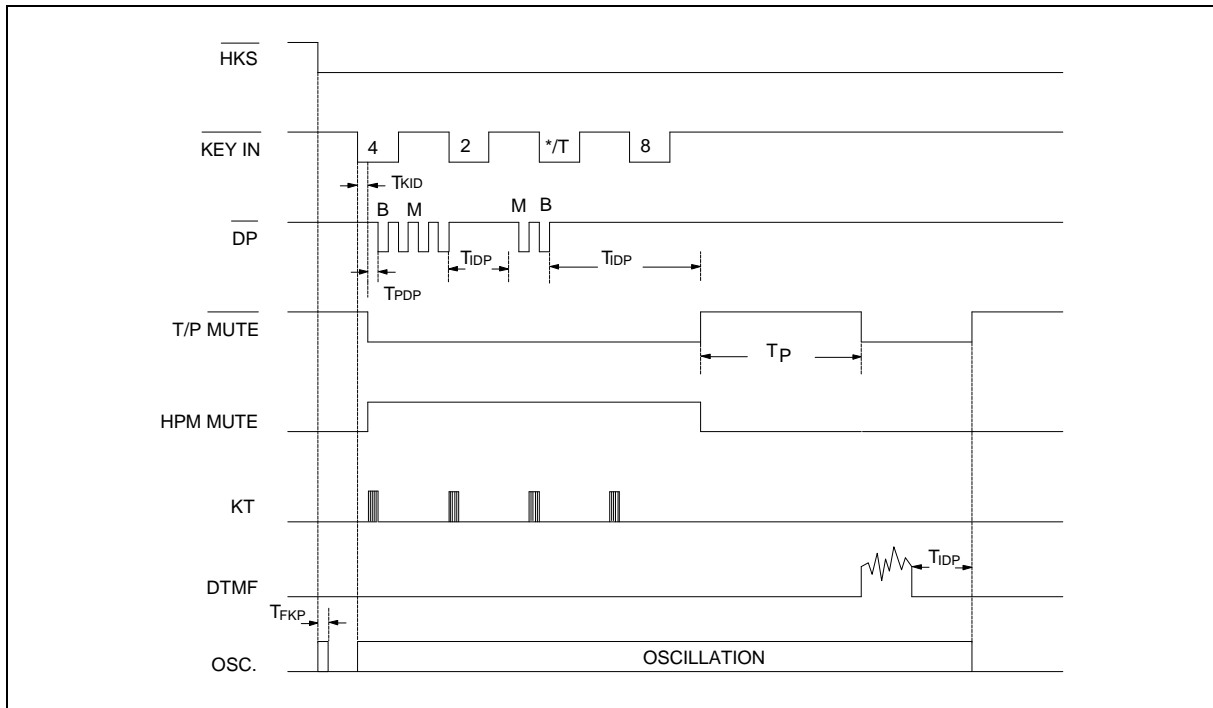 HKS
KEY IN
4
2
*/T
8
TKID
B M
M B
DP
TIDP
TIDP
TPDP
T/P MUTE
TP
HPM MUTE
KT
TIDP
DTMF
TFKP
OSC.
OSCILLATION